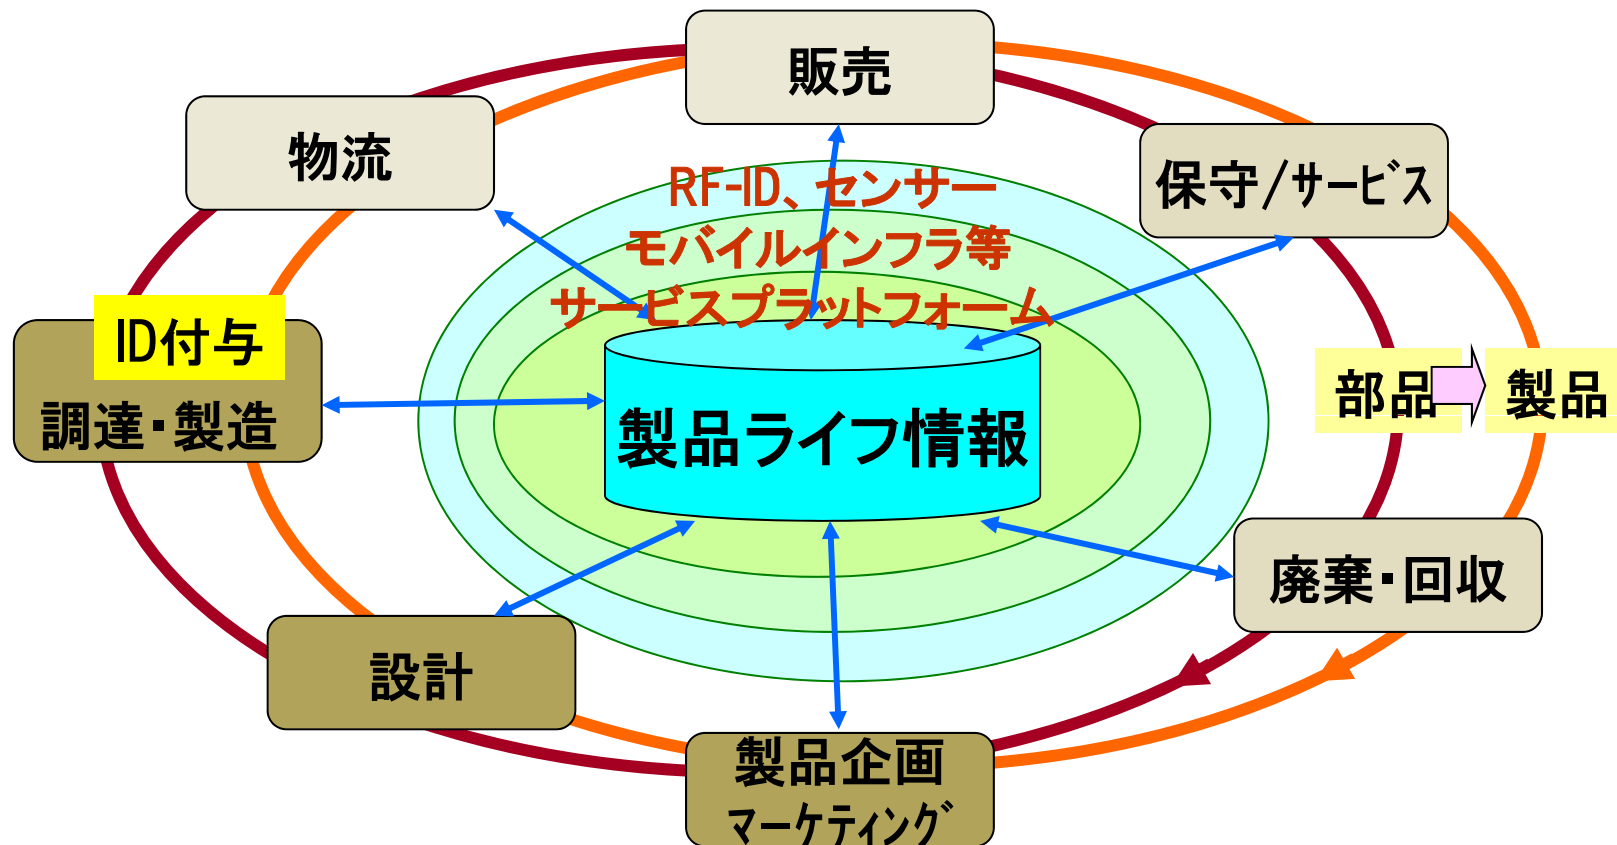 販売
物流
保守/ｻｰﾋﾞｽ
RF-ID、センサー
モバイルインフラ等
サービスプラットフォーム
ID付与
調達・製造
製品ライフ情報
部品
製品
廃棄・回収
設計
製品企画
ﾏｰｹﾃｨﾝｸﾞ